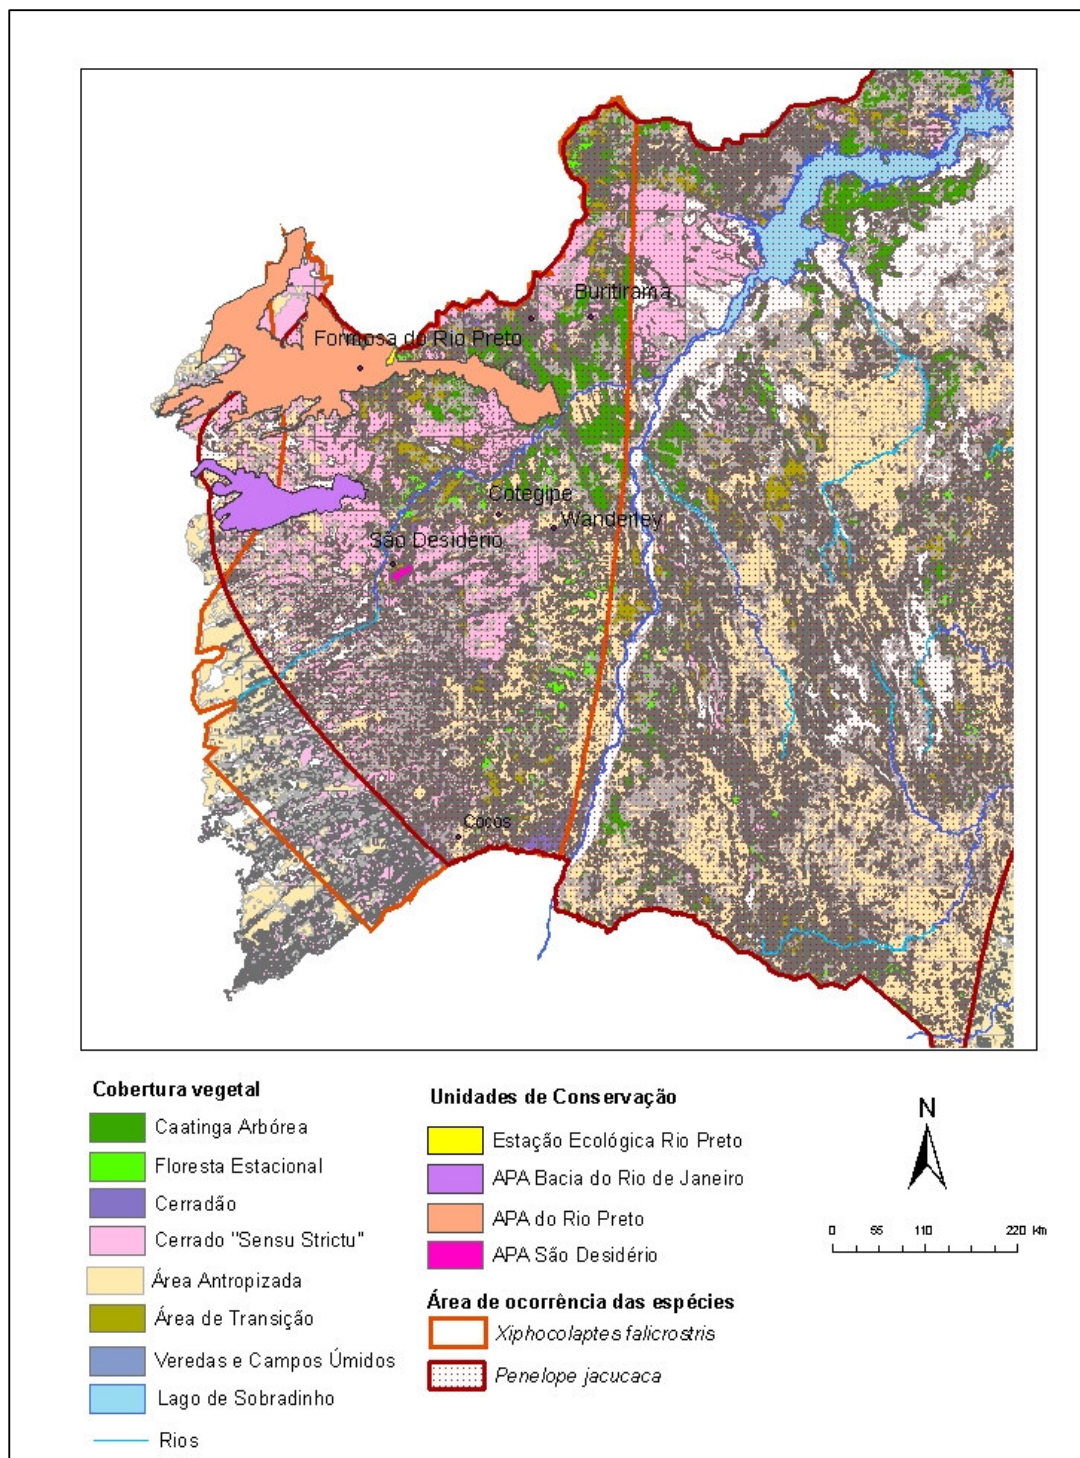 Buritirama
Formosa do Rio Preto
Cotegipe
Wanderley
São Desidério
Cocos
Cobertura vegetal
Caatinga Arbórea
Floresta Estacional
Cerradão
Cerrado "Sensu Strictu"
Área Antropizada
Área de Transição
Veredas e Campos Úmidos
Lago de Sobradinho
Rios
Unidades de Conservação
Estação Ecológica Rio Preto
APA Bacia do Rio de Janeiro
APA do Rio Preto
APA São Desidério
Área de ocorrência das espécies
Xiphocolaptes falicrostris
Penelope jacucaca
N
0 55 110 220 Km